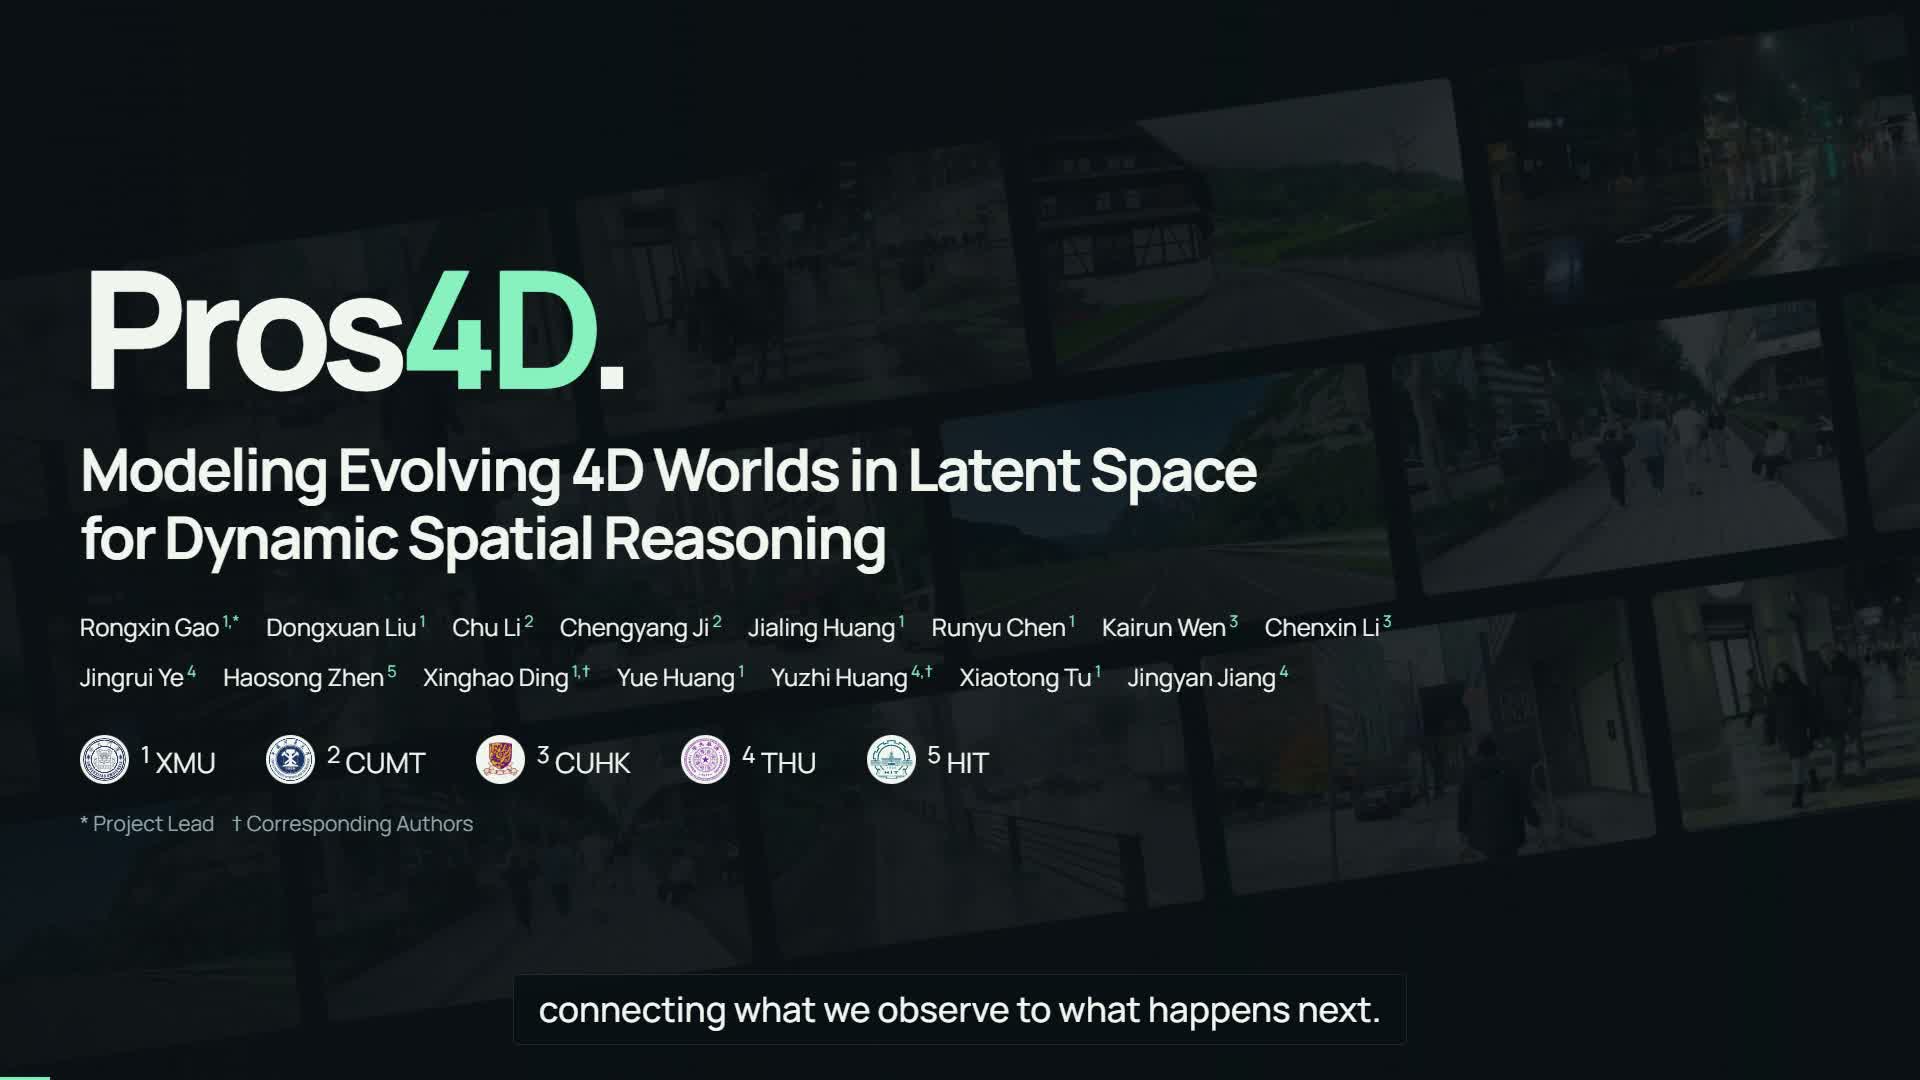 Pros4D.
Modeling Evolving 4D Worlds in Latent Space
for Dynamic Spatial Reasoning
Rongxin Gao 1,* Dongxuan Liu 1 Chu Li 2 Chengyang Ji 2 Jialing Huang 1 Runyu Chen 1 Kairun Wen 3 Chenxin Li 3
Jingrui Ye 4 Haosong Zhen 5 Xinghao Ding 1,† Yue Huang 1 Yuzhi Huang 4,† Xiaotong Tu 1 Jingyan Jiang 4
1 XMU 2 CUMT 3 CUHK 4 THU 5 HIT
* Project Lead † Corresponding Authors
connecting what we observe to what happens next.